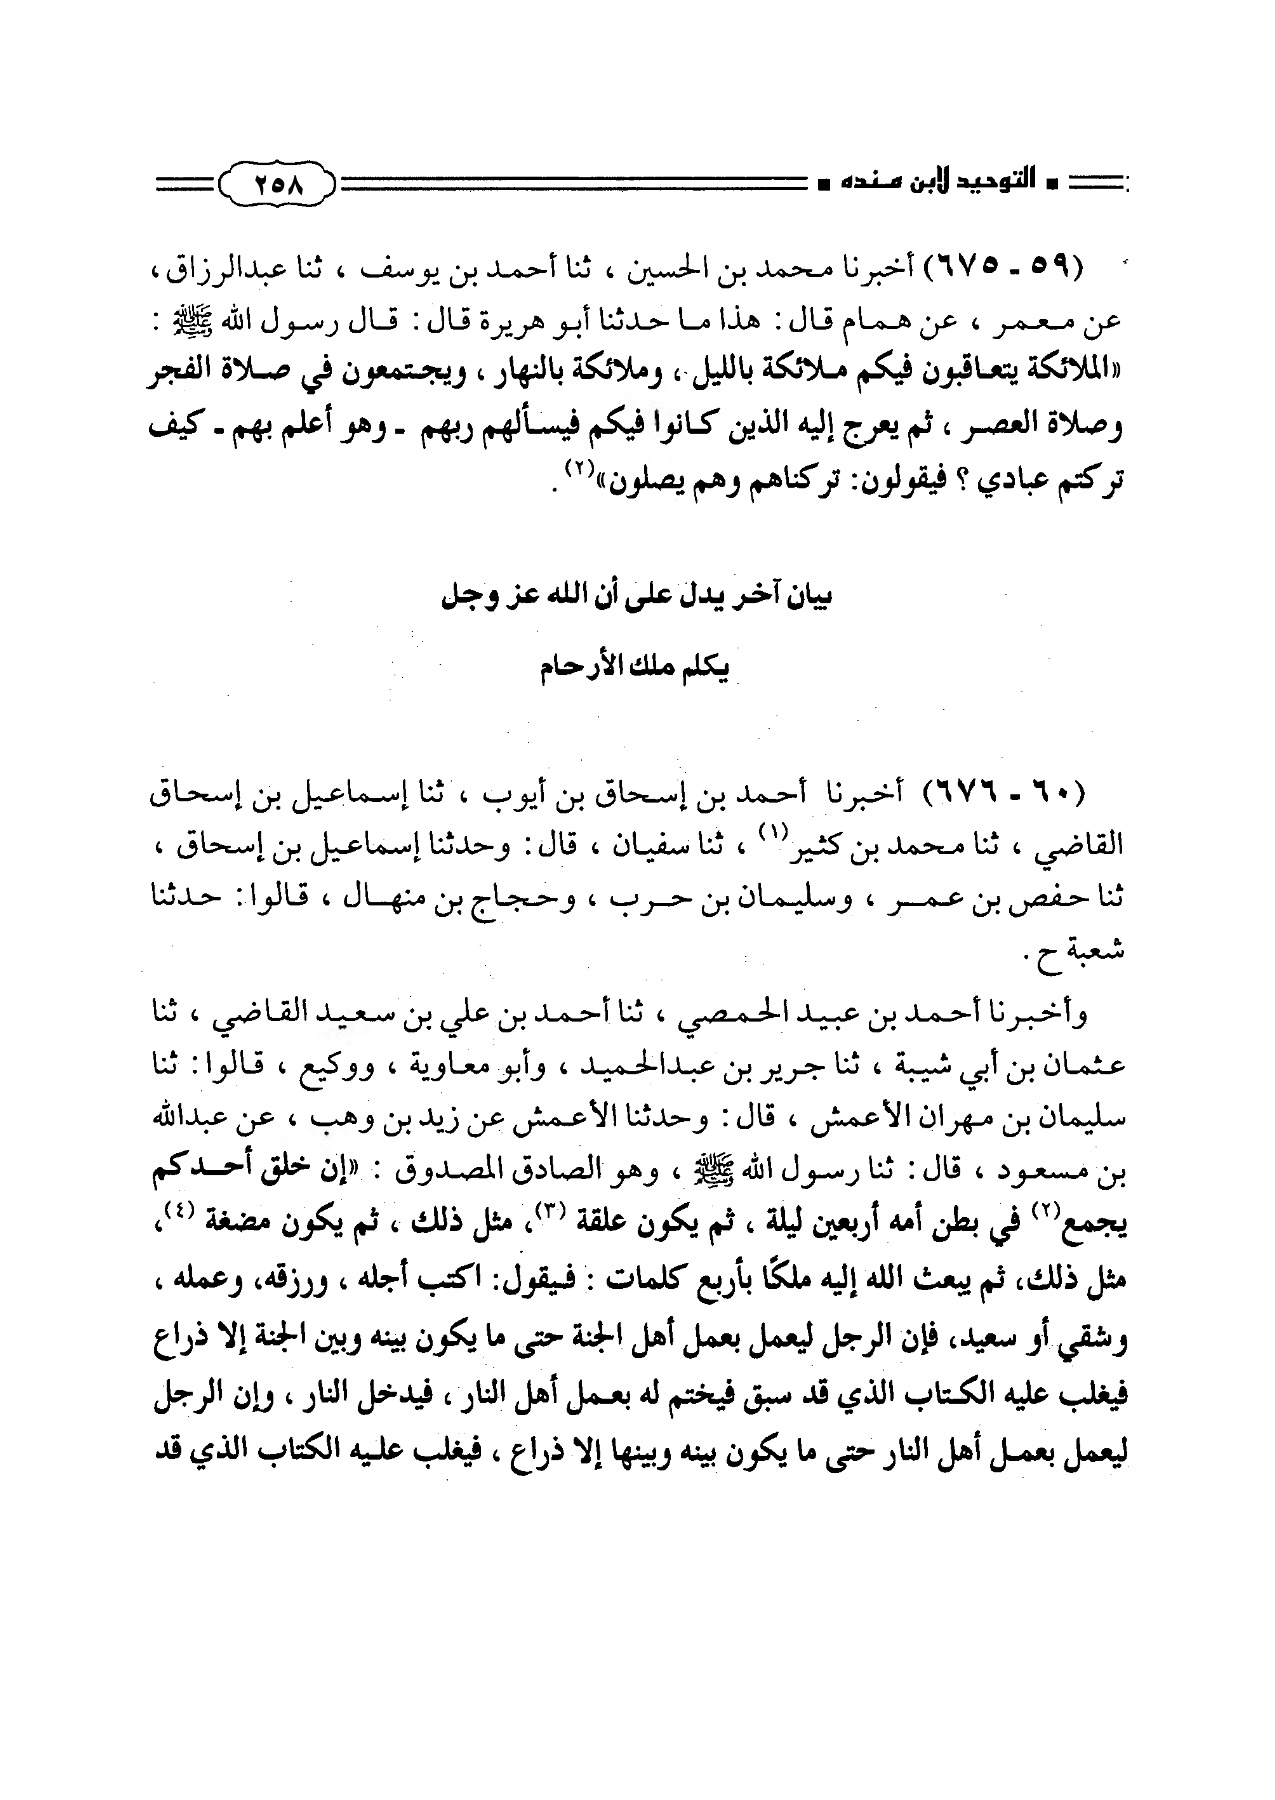 ■ التوحيد لابن منده ■ ٢٥٨
(٥٩ - ٦٧٥) أخبرنا محمد بن الحسين ، ثنا أحمد بن يوسف ، ثنا عبدالرزاق ،
عن معمر ، عن همام قال : هذا ما حدثنا أبو هريرة قال : قال رسول الله ﷺ :
«الملائكة يتعاقبون فيكم ملائكة بالليل ، وملائكة بالنهار ، ويجتمعون في صلاة الفجر
وصلاة العصر ، ثم يعرج إليه الذين كانوا فيكم فيسألهم ربهم - وهو أعلم بهم - كيف
تركتم عبادي ؟ فيقولون : تركناهم وهم يصلون»(٢) .
بيان آخر يدل على أن الله عز وجل
يكلم ملك الأرحام
(٦٠ - ٦٧٦) أخبرنا أحمد بن إسحاق بن أيوب ، ثنا إسماعيل بن إسحاق
القاضي ، ثنا محمد بن كثير(١) ، ثنا سفيان ، قال : وحدثنا إسماعيل بن إسحاق ،
ثنا حفص بن عمر ، وسليمان بن حرب ، وحجاج بن منهال ، قالوا : حدثنا
شعبة ح .
وأخبرنا أحمد بن عبيد الحمصي ، ثنا أحمد بن علي بن سعيد القاضي ، ثنا
عثمان بن أبي شيبة ، ثنا جرير بن عبدالحميد ، وأبو معاوية ، ووكيع ، قالوا : ثنا
سليمان بن مهران الأعمش ، قال : وحدثنا الأعمش عن زيد بن وهب ، عن عبدالله
بن مسعود ، قال : ثنا رسول الله ﷺ ، وهو الصادق المصدوق : «إن خلق أحدكم
يجمع(٢) في بطن أمه أربعين ليلة ، ثم يكون علقة (٣)، مثل ذلك ، ثم يكون مضغة (٤)،
مثل ذلك، ثم يبعث الله إليه ملكًا بأربع كلمات : فيقول : اكتب أجله ، ورزقه، وعمله ،
وشقي أو سعيد، فإن الرجل ليعمل بعمل أهل الجنة حتى ما يكون بينه وبين الجنة إلا ذراع
فيغلب عليه الكتاب الذي قد سبق فيختم له بعمل أهل النار ، فيدخل النار ، وإن الرجل
ليعمل بعمل أهل النار حتى ما يكون بينه وبينها إلا ذراع ، فيغلب عليه الكتاب الذي قد